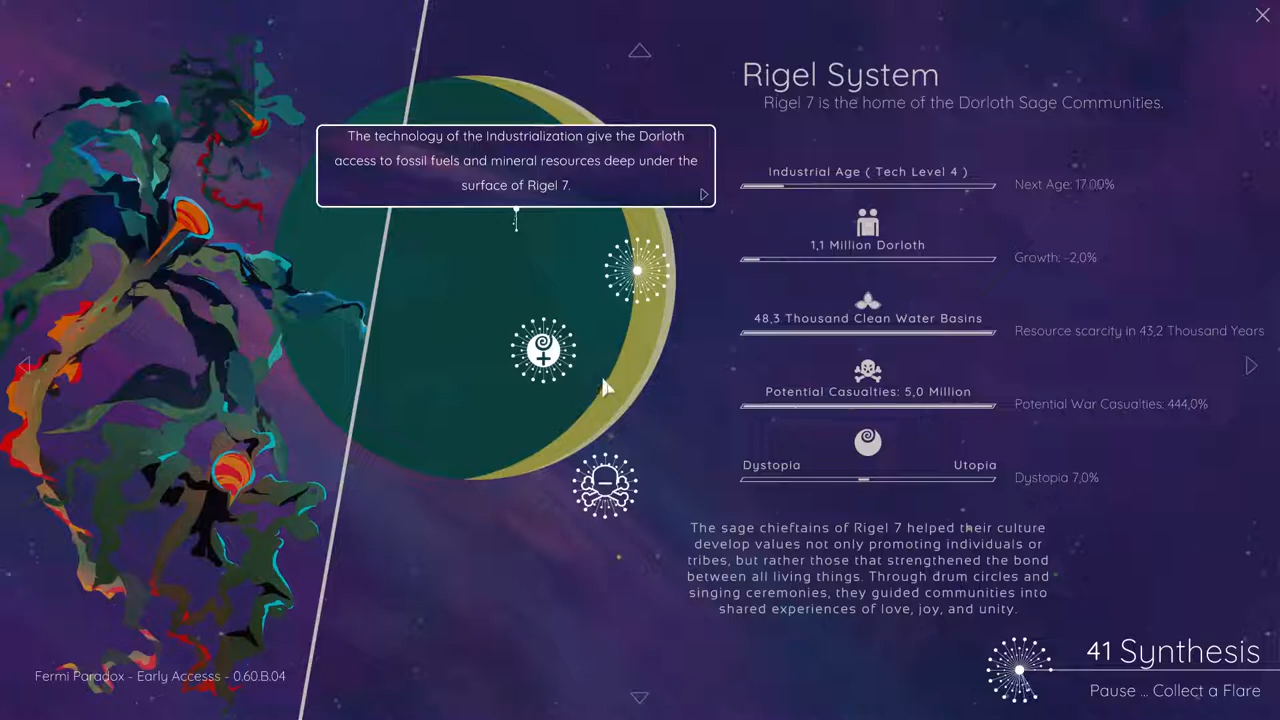 Rigel System
Rigel 7 is the home of the Dorloth Sage Communities.
The technology of the Industrialization give the Dorloth
access to fossil fuels and mineral resources deep under the
surface of Rigel 7.
Industrial Age ( Tech Level 4 )
Next Age: 17.00%
1,1 Million Dorloth
Growth: -2,0%
48,3 Thousand Clean Water Basins
Resource scarcity in 43,2 Thousand Years
Potential Casualties: 5,0 Million
Potential War Casualties: 444,0%
Dystopia
Utopia
Dystopia 7,0%
The sage chieftains of Rigel 7 helped their culture
develop values not only promoting individuals or
tribes, but rather those that strengthened the bond
between all living things. Through drum circles and
singing ceremonies, they guided communities into
shared experiences of love, joy, and unity.
41 Synthesis
Pause ... Collect a Flare
Fermi Paradox - Early Accesss - 0.60.B.04